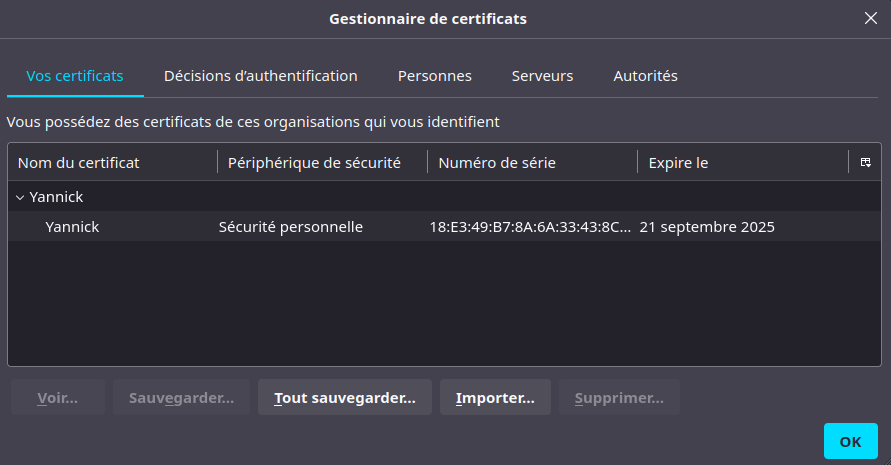 Gestionnaire de certificats
Vos certificats Décisions d’authentification Personnes Serveurs Autorités
Vous possédez des certificats de ces organisations qui vous identifient
Nom du certificat Périphérique de sécurité Numéro de série Expire le
Yannick
Yannick Sécurité personnelle 18:E3:49:B7:8A:6A:33:43:8C... 21 septembre 2025
Voir... Sauvegarder... Tout sauvegarder... Importer... Supprimer...
OK